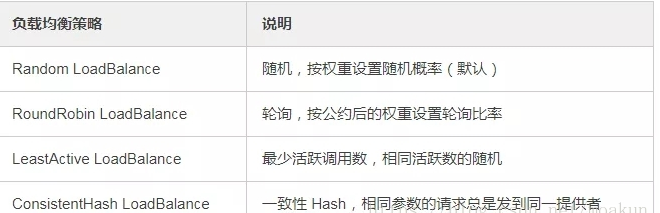 负载均衡策略 说明
Random LoadBalance 随机，按权重设置随机概率（默认）
RoundRobin LoadBalance 轮询，按公约后的权重设置轮询比率
LeastActive LoadBalance 最少活跃调用数，相同活跃数的随机
ConsistentHash LoadBalance 一致性 Hash，相同参数的请求总是发到同一提供者